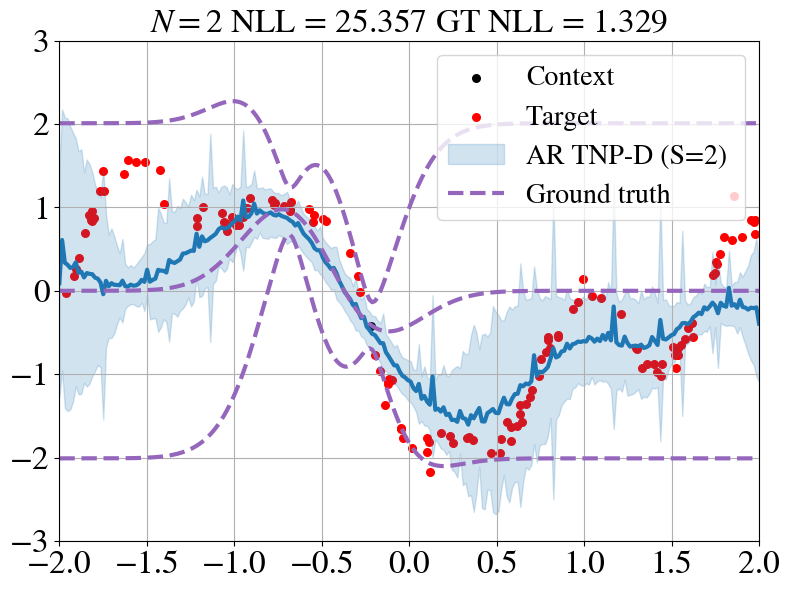 N = 2 NLL = 25.357 GT NLL = 1.329
3
2
1
0
−1
−2
−3
Context
Target
AR TNP-D (S=2)
Ground truth
−2.0 −1.5 −1.0 −0.5 0.0 0.5 1.0 1.5 2.0